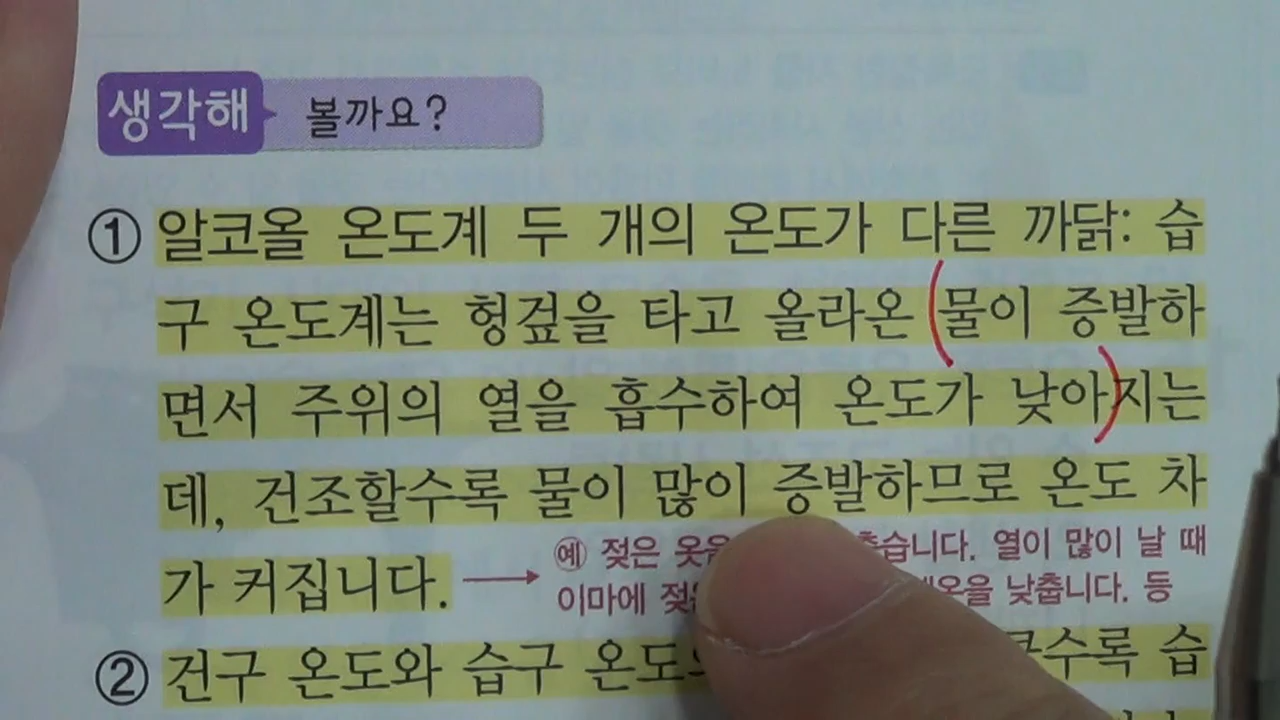 생각해 볼까요?
① 알코올 온도계 두 개의 온도가 다른 까닭: 습
구 온도계는 헝겊을 타고 올라온 (물이 증발하
면서 주위의 열을 흡수하여 온도가 낮아)지는
데, 건조할수록 물이 많이 증발하므로 온도 차
가 커집니다. → 예 젖은 옷을 춥습니다. 열이 많이 날 때
이마에 체온을 낮춥니다. 등
② 건구 온도와 습구 온도 클수록 습